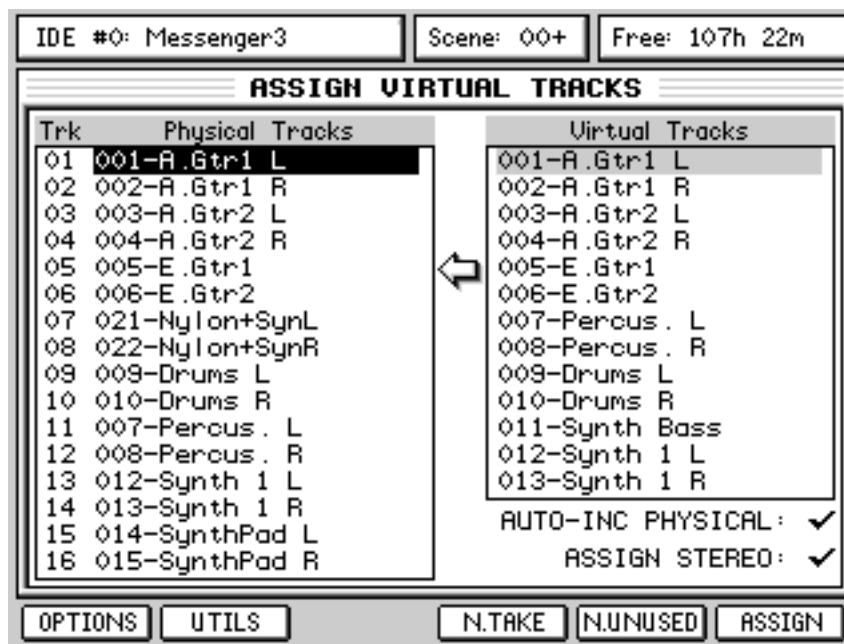 IDE #0: Messenger3
Scene: 00+
Free: 107h 22m
ASSIGN VIRTUAL TRACKS
Trk Physical Tracks
01 001-A.Gtr1 L
02 002-A.Gtr1 R
03 003-A.Gtr2 L
04 004-A.Gtr2 R
05 005-E.Gtr1
06 006-E.Gtr2
07 021-Nylon+SynL
08 022-Nylon+SynR
09 009-Drums L
10 010-Drums R
11 007-Percus. L
12 008-Percus. R
13 012-Synth 1 L
14 013-Synth 1 R
15 014-SynthPad L
16 015-SynthPad R
Virtual Tracks
001-A.Gtr1 L
002-A.Gtr1 R
003-A.Gtr2 L
004-A.Gtr2 R
005-E.Gtr1
006-E.Gtr2
007-Percus. L
008-Percus. R
009-Drums L
010-Drums R
011-Synth Bass
012-Synth 1 L
013-Synth 1 R
AUTO-INC PHYSICAL: ✓
ASSIGN STEREO: ✓
OPTIONS UTILS N.TAKE N.UNUSED ASSIGN